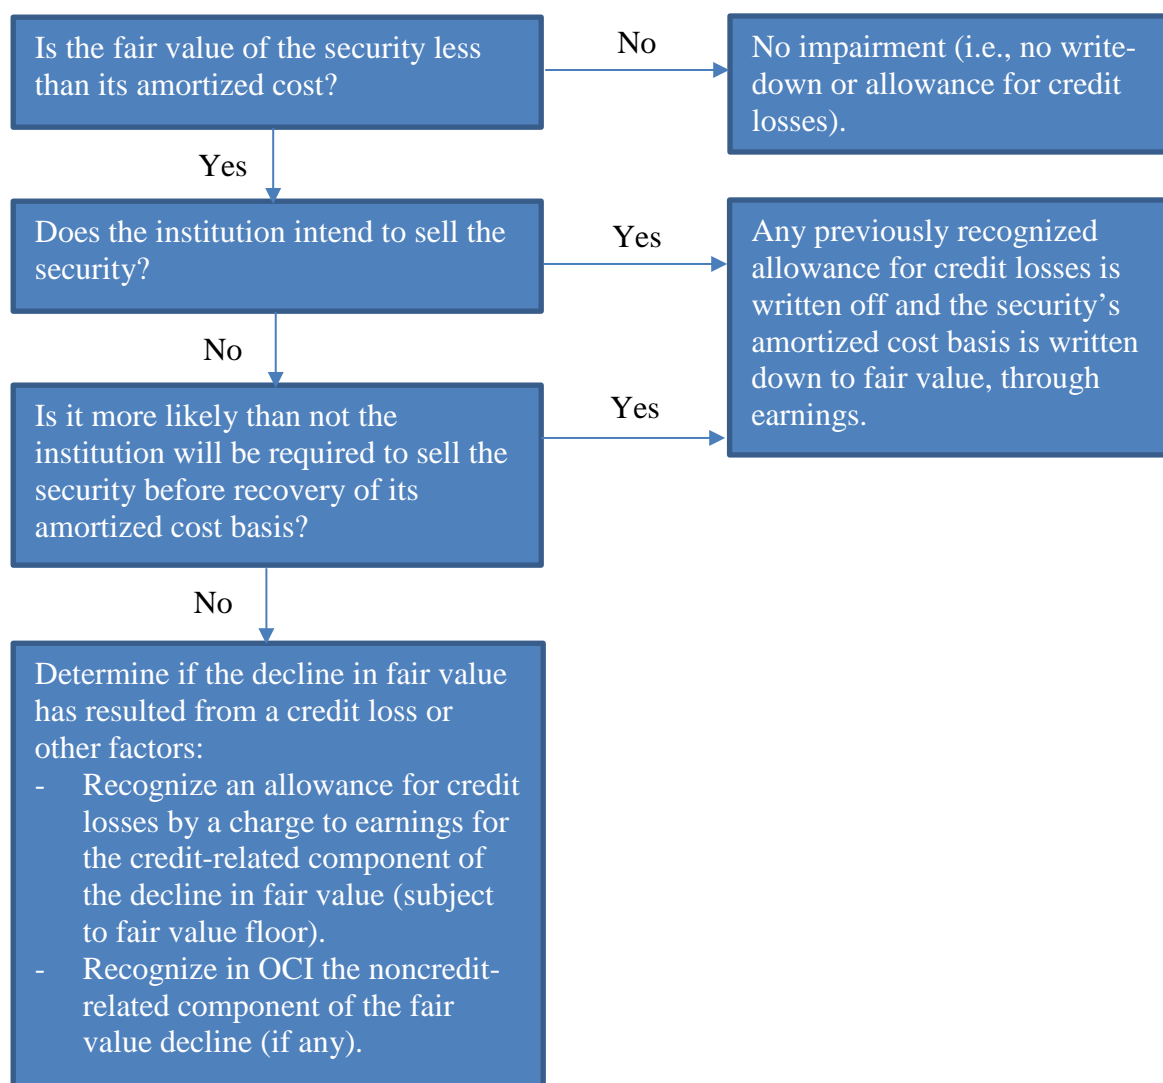 Is the fair value of the security less
than its amortized cost?
No
No impairment (i.e., no write-
down or allowance for credit
losses).
Yes
Does the institution intend to sell the
security?
Yes
Any previously recognized
allowance for credit losses is
written off and the security’s
amortized cost basis is written
down to fair value, through
earnings.
No
Is it more likely than not the
institution will be required to sell the
security before recovery of its
amortized cost basis?
Yes
No
Determine if the decline in fair value
has resulted from a credit loss or
other factors:
- Recognize an allowance for credit
losses by a charge to earnings for
the credit-related component of
the decline in fair value (subject
to fair value floor).
- Recognize in OCI the noncredit-
related component of the fair
value decline (if any).